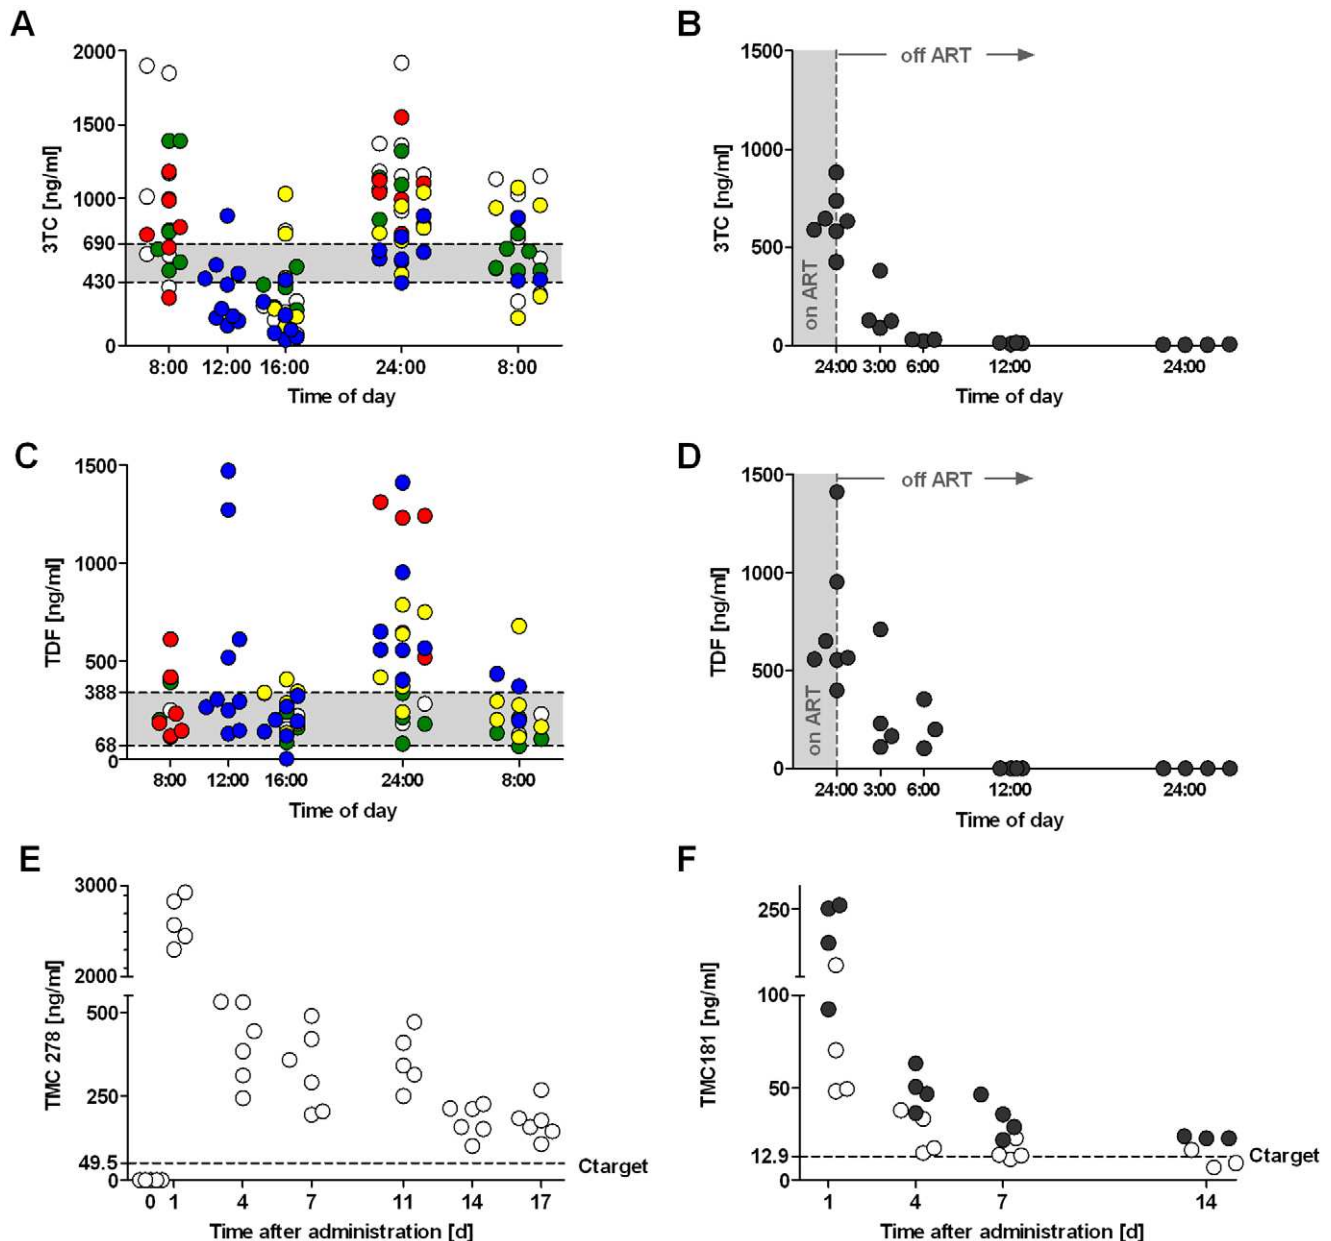 A
2000
1500
1000
690
430
0
3TC [ng/ml]
8:00 12:00 16:00 24:00 8:00
Time of day
B
1500
1000
500
0
3TC [ng/ml]
on ART
off ART
24:00 3:00 6:00 12:00 24:00
Time of day
C
1500
1000
500
388
68
0
TDF [ng/ml]
8:00 12:00 16:00 24:00 8:00
Time of day
D
1500
1000
500
0
TDF [ng/ml]
on ART
off ART
24:00 3:00 6:00 12:00 24:00
Time of day
E
3000
2000
500
250
49.5
0
TMC 278 [ng/ml]
Ctarget
0 1 4 7 11 14 17
Time after administration [d]
F
250
100
50
12.9
0
TMC181 [ng/ml]
Ctarget
1 4 7 14
Time after administration [d]